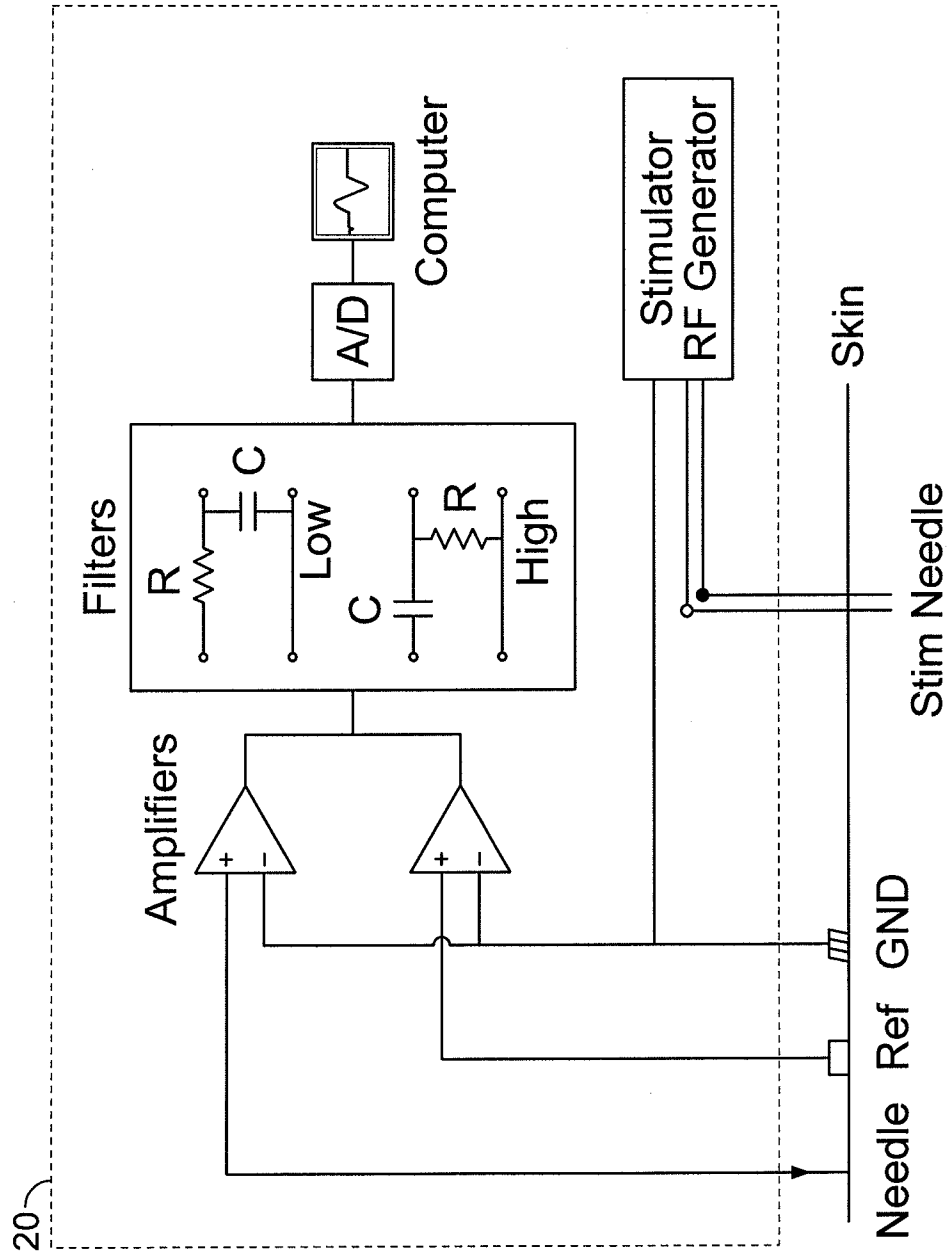 20
Amplifiers
+
−
+
−
Filters
R
C
Low
C
R
High
A/D
Computer
Stimulator
RF Generator
Needle
Ref
GND
Stim Needle
Skin